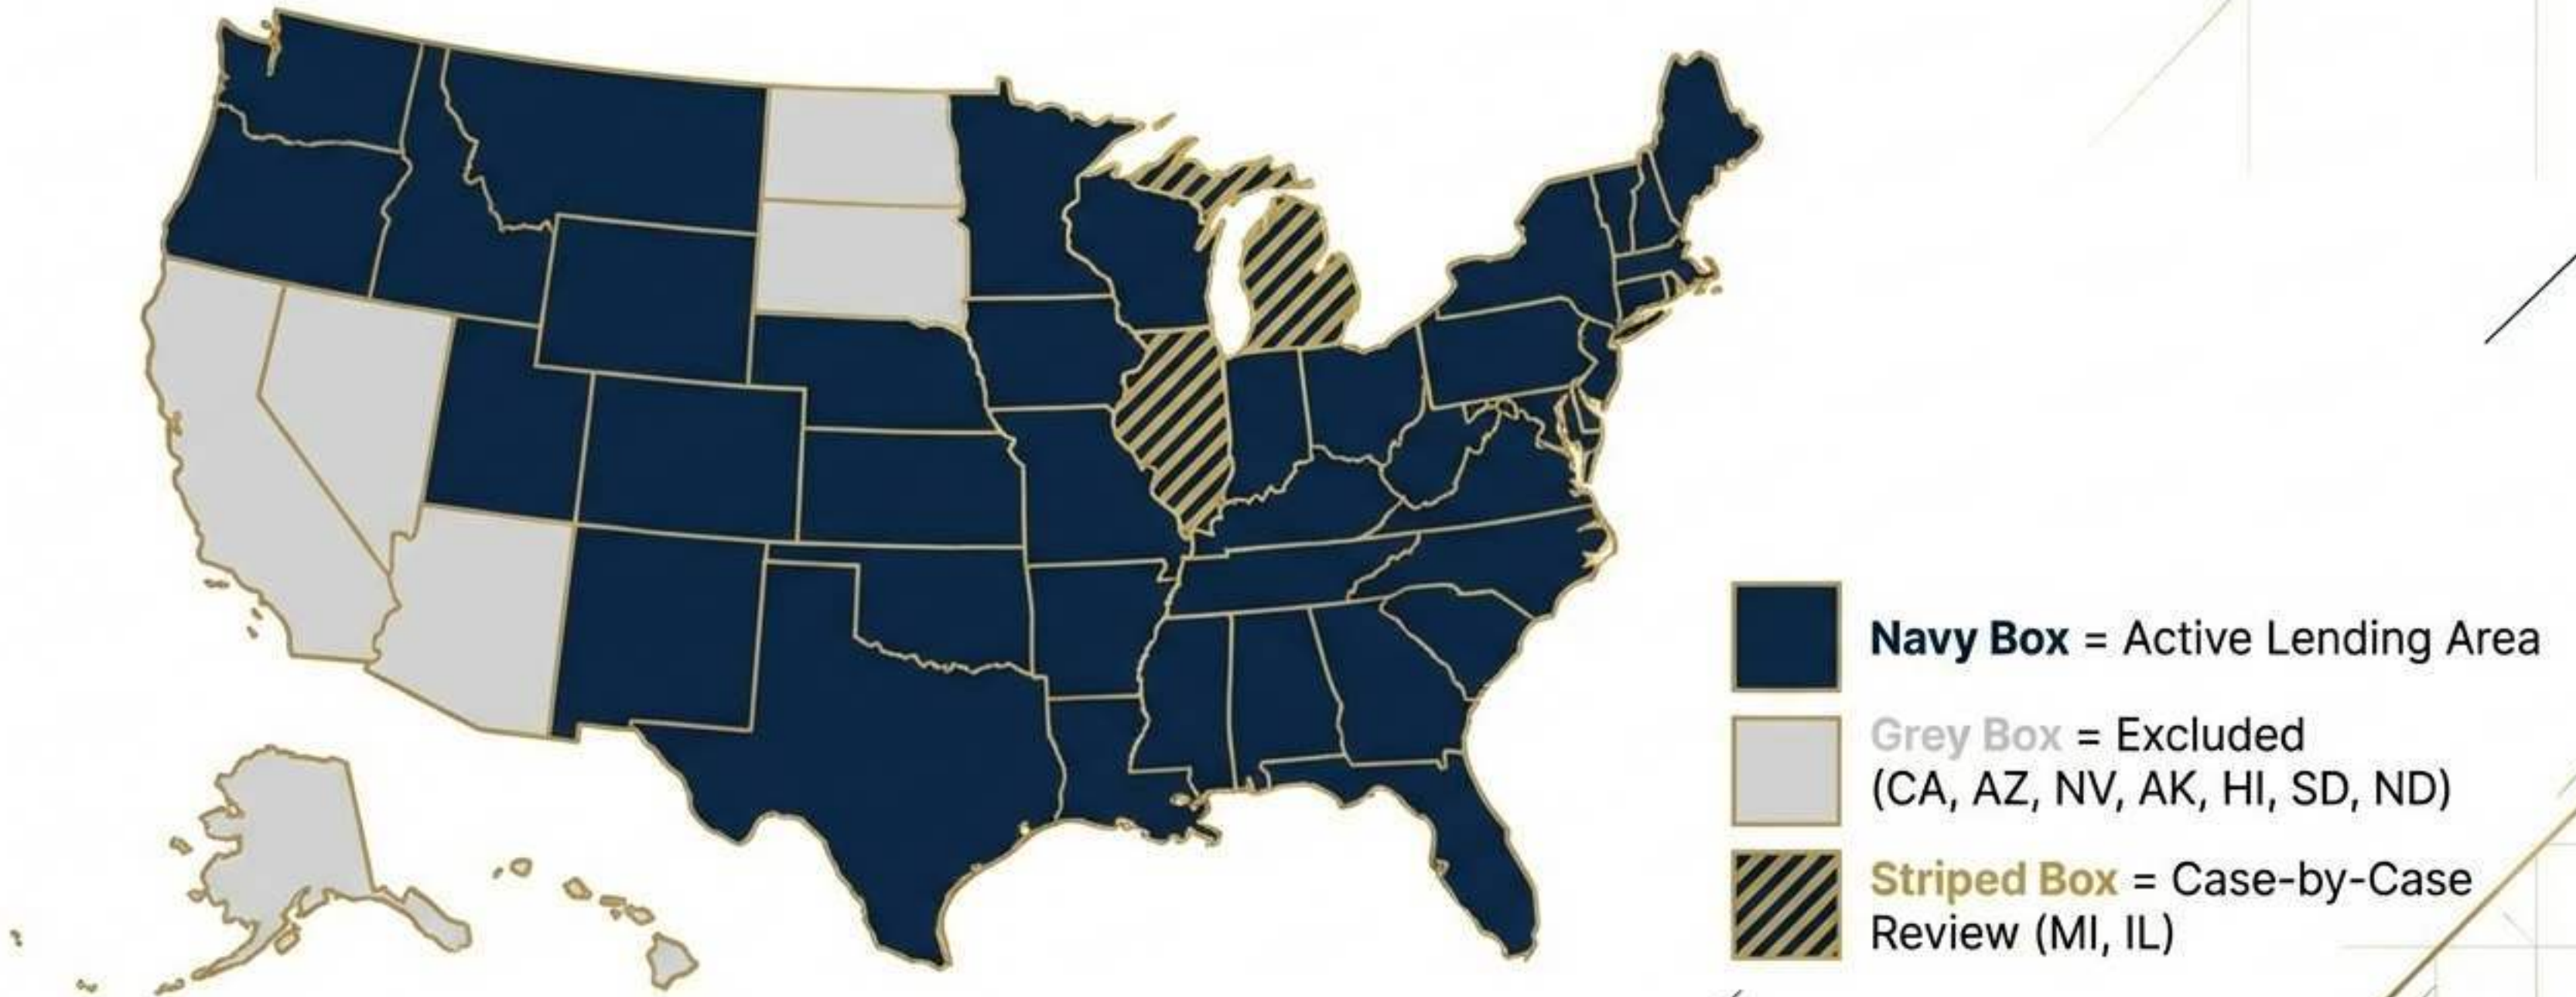 Navy Box = Active Lending Area
Grey Box = Excluded
(CA, AZ, NV, AK, HI, SD, ND)
Striped Box = Case-by-Case
Review (MI, IL)